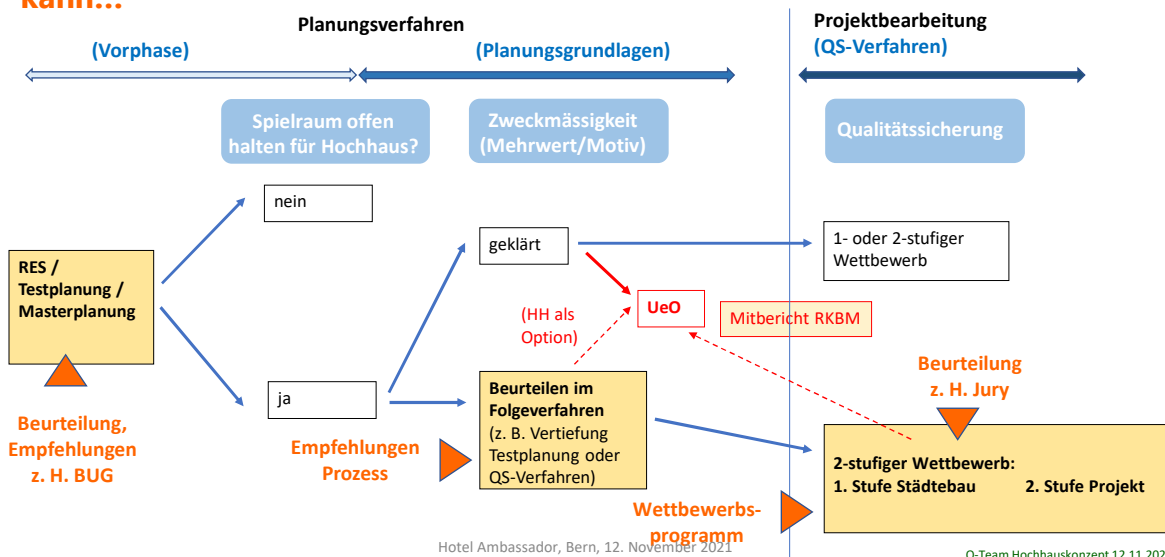 kann...
Planungsverfahren
Projektbearbeitung
(Vorphase)
(Planungsgrundlagen)
(QS-Verfahren)
Spielraum offen
halten für Hochhaus?
Zweckmässigkeit
(Mehrwert/Motiv)
Qualitätssicherung
nein
geklärt
1- oder 2-stufiger
Wettbewerb
RES /
Testplanung /
Masterplanung
(HH als
Option)
UeO
Mitbericht RKBM
Beurteilung
z. H. Jury
ja
Beurteilen im
Folgeverfahren
(z. B. Vertiefung
Testplanung oder
QS-Verfahren)
Beurteilung,
Empfehlungen
z. H. BUG
Empfehlungen
Prozess
2-stufiger Wettbewerb:
1. Stufe Städtebau 2. Stufe Projekt
Wettbewerbs-
programm
Hotel Ambassador, Bern, 12. November 2021